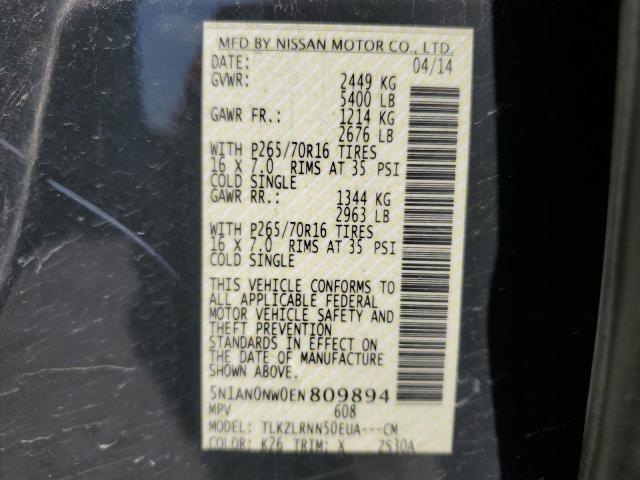 MFD BY NISSAN MOTOR CO., LTD.
DATE: 04/14
GVWR: 2449 KG
5400 LB
GAWR FR.: 1214 KG
2676 LB
WITH P265/70R16 TIRES
16 X 7.0 RIMS AT 35 PSI
COLD SINGLE
GAWR RR.: 1344 KG
2963 LB
WITH P265/70R16 TIRES
16 X 7.0 RIMS AT 35 PSI
COLD SINGLE
THIS VEHICLE CONFORMS TO
ALL APPLICABLE FEDERAL
MOTOR VEHICLE SAFETY AND
THEFT PREVENTION
STANDARDS IN EFFECT ON
THE DATE OF MANUFACTURE
SHOWN ABOVE.
5N1AN0NW0EN809894
MPV 608
MODEL: TLKZLRNN50EUA---CM
COLOR: K26 TRIM: X ZS30A